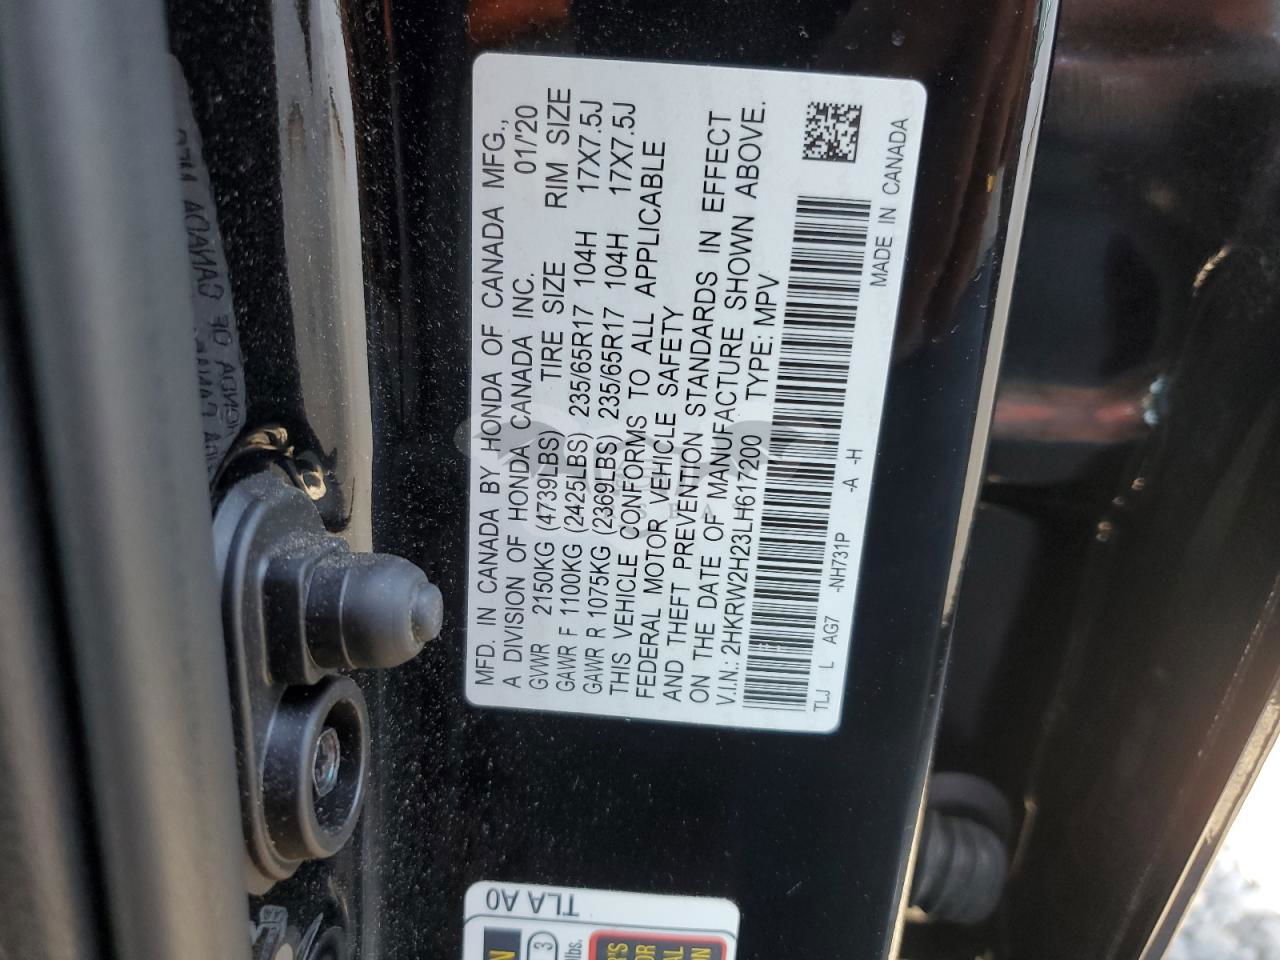 MFD. IN CANADA BY HONDA OF CANADA MFG.,
A DIVISION OF HONDA CANADA INC. 01/'20
GVWR 2150KG (4739LBS) TIRE SIZE RIM SIZE
GAWR F 1100KG (2425LBS) 235/65R17 104H 17X7.5J
GAWR R 1075KG (2369LBS) 235/65R17 104H 17X7.5J
THIS VEHICLE CONFORMS TO ALL APPLICABLE
FEDERAL MOTOR VEHICLE SAFETY
AND THEFT PREVENTION STANDARDS IN EFFECT
ON THE DATE OF MANUFACTURE SHOWN ABOVE.
V.I.N.: 2HKRW2H23LH617200 TYPE: MPV
TLJ L AG7 -NH731P -A -H
MADE IN CANADA
TLA A0
3
lbs.